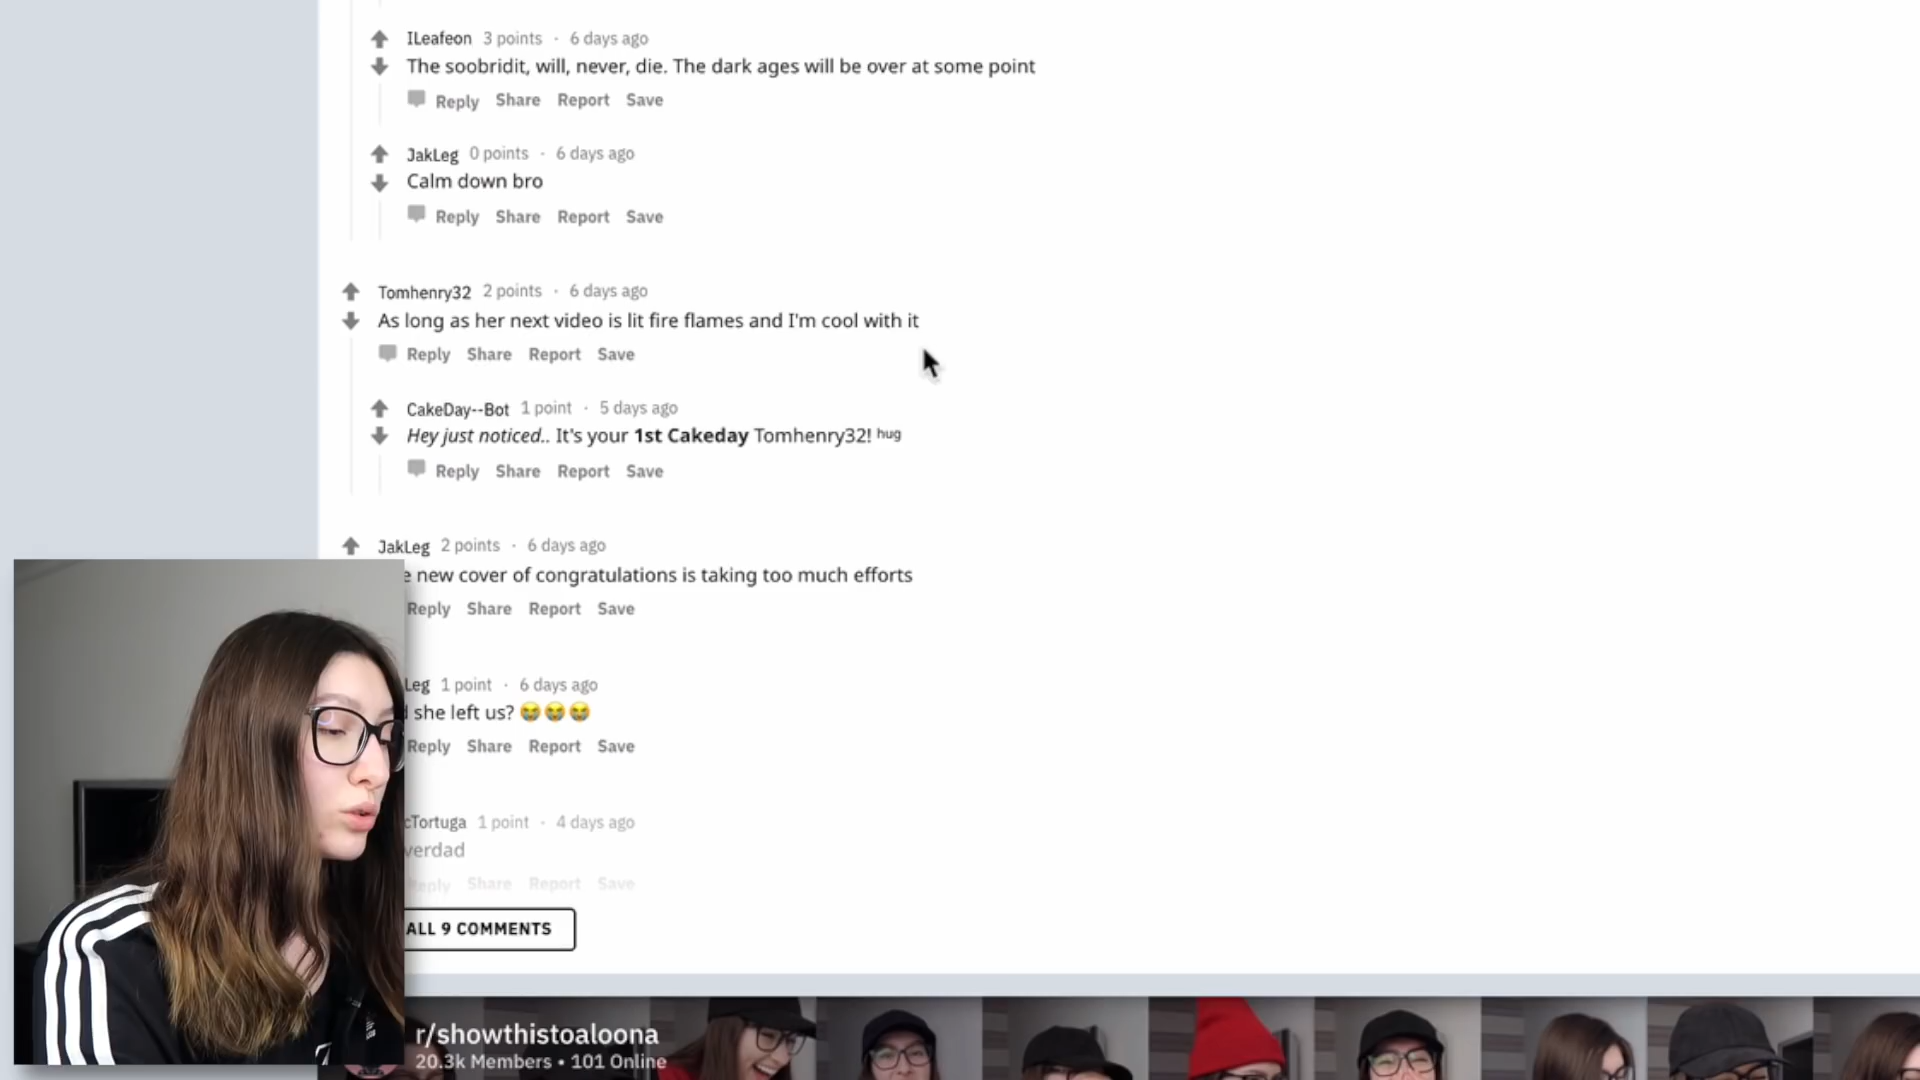 ILeafeon 3 points · 6 days ago
The soobridit, will, never, die. The dark ages will be over at some point
Reply Share Report Save
JakLeg 0 points · 6 days ago
Calm down bro
Reply Share Report Save
Tomhenry32 2 points · 6 days ago
As long as her next video is lit fire flames and I'm cool with it
Reply Share Report Save
CakeDay--Bot 1 point · 5 days ago
Hey just noticed.. It's your 1st Cakeday Tomhenry32! hug
Reply Share Report Save
JakLeg 2 points · 6 days ago
new cover of congratulations is taking too much efforts
Reply Share Report Save
Leg 1 point · 6 days ago
she left us? 😭😭😭
Reply Share Report Save
cTortuga 1 point · 4 days ago
verdad
Reply Share Report Save
ALL 9 COMMENTS
r/showthistoaloona
20.3k Members • 101 Online